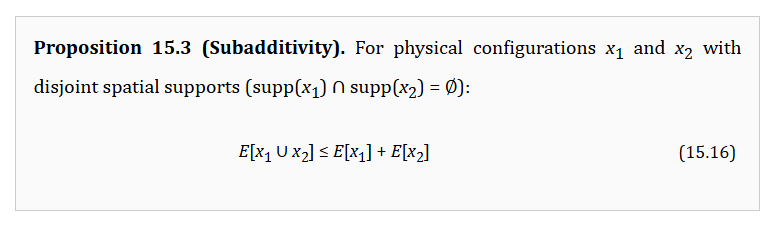 Proposition 15.3 (Subadditivity). For physical configurations x₁ and x₂ with
disjoint spatial supports (supp(x₁) ∩ supp(x₂) = ∅):
E[x₁ ∪ x₂] ≤ E[x₁] + E[x₂] (15.16)